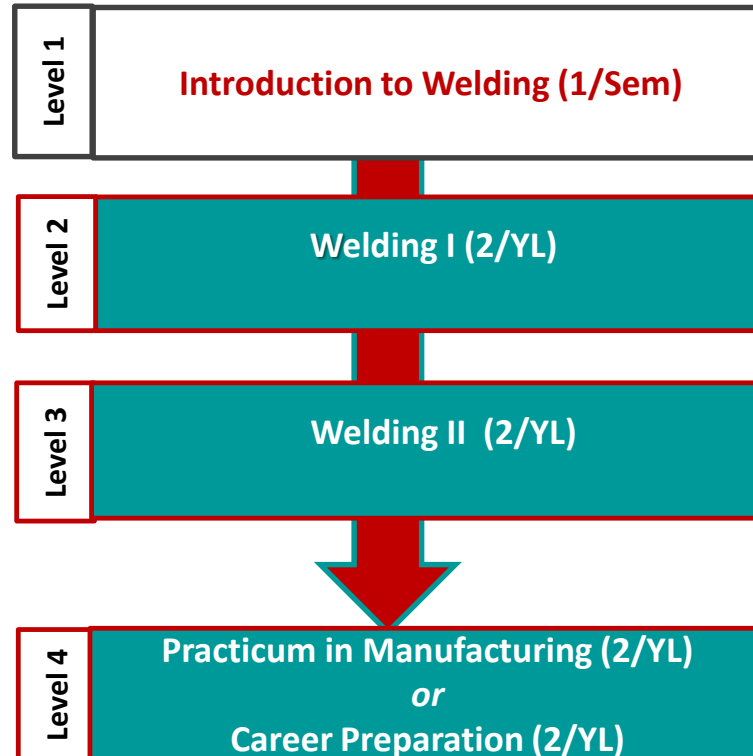 Level 1
Introduction to Welding (1/Sem)
Level 2
Welding I (2/YL)
Level 3
Welding II  (2/YL)
Level 4
Practicum in Manufacturing (2/YL)
or
Career Preparation (2/YL)